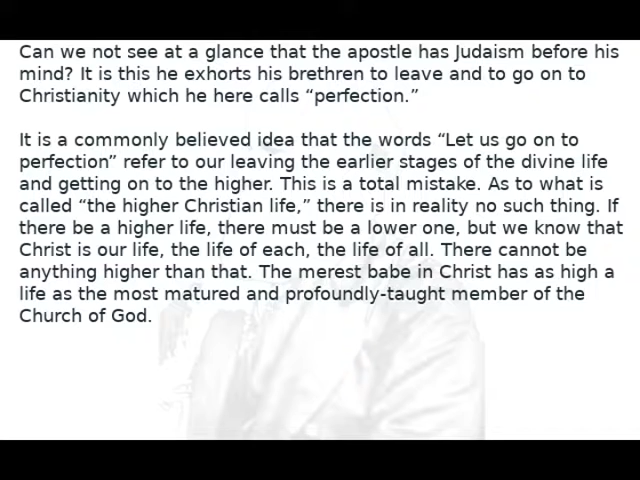 Can we not see at a glance that the apostle has Judaism before his
mind? It is this he exhorts his brethren to leave and to go on to
Christianity which he here calls “perfection.”
It is a commonly believed idea that the words “Let us go on to
perfection” refer to our leaving the earlier stages of the divine life
and getting on to the higher. This is a total mistake. As to what is
called “the higher Christian life,” there is in reality no such thing. If
there be a higher life, there must be a lower one, but we know that
Christ is our life, the life of each, the life of all. There cannot be
anything higher than that. The merest babe in Christ has as high a
life as the most matured and profoundly-taught member of the
Church of God.